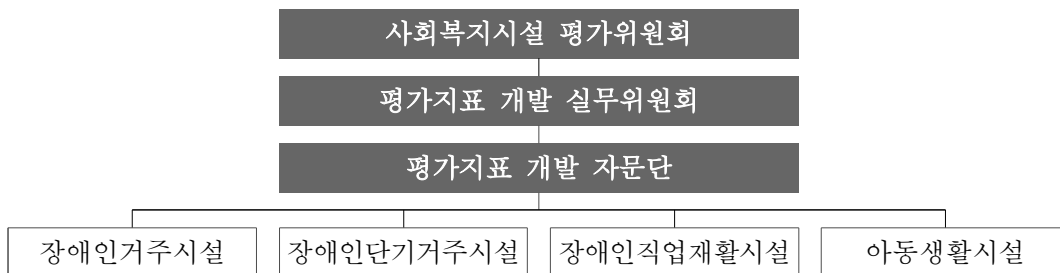 사회복지시설 평가위원회
평가지표 개발 실무위원회
평가지표 개발 자문단
장애인거주시설
장애인단기거주시설
장애인직업재활시설
아동생활시설